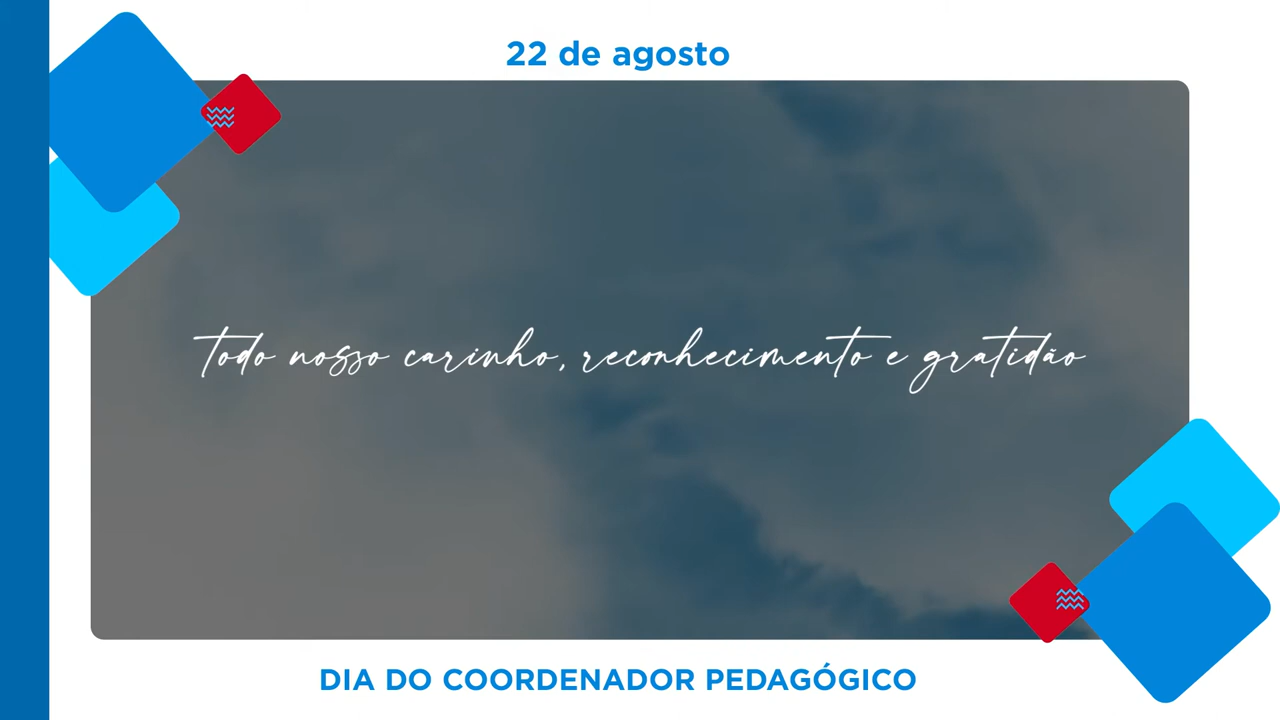 22 de agosto
todo nosso carinho, reconhecimento e gratidão
DIA DO COORDENADOR PEDAGÓGICO